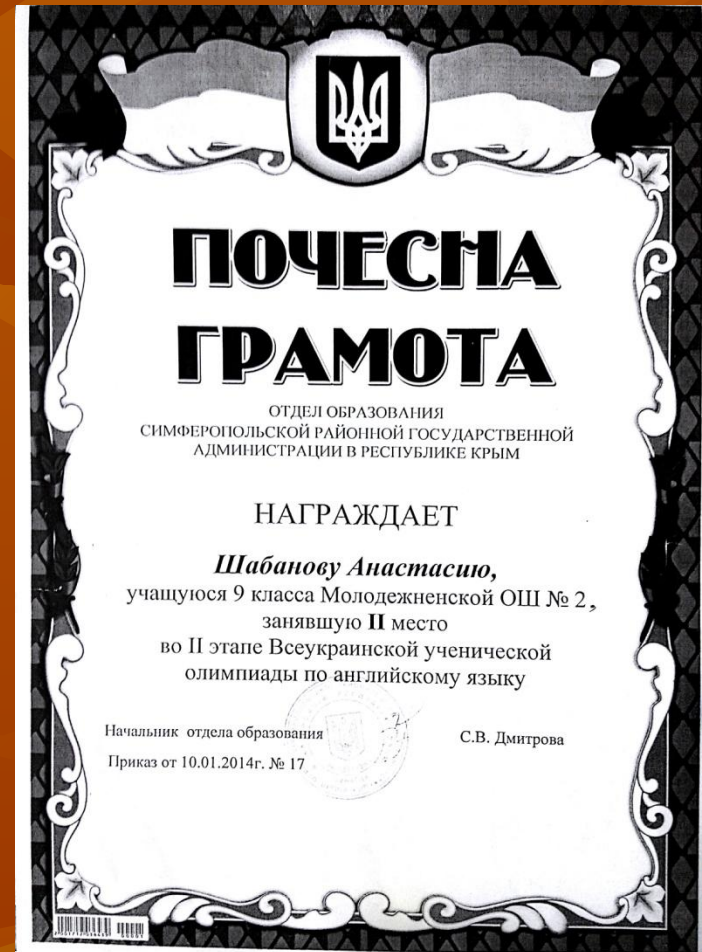 ПОЧЕСНА
ГРАМОТА
ОТДЕЛ ОБРАЗОВАНИЯ
СИМФЕРОПОЛЬСКОЙ РАЙОННОЙ ГОСУДАРСТВЕННОЙ
АДМИНИСТРАЦИИ В РЕСПУБЛИКЕ КРЫМ
НАГРАЖДАЕТ
Шабанову Анастасию,
учащуюся 9 класса Молодежненской ОШ № 2,
занявшую II место
во II этапе Всеукраинской ученической
олимпиады по английскому языку
Начальник отдела образования С.В. Дмитрова
Приказ от 10.01.2014г. № 17